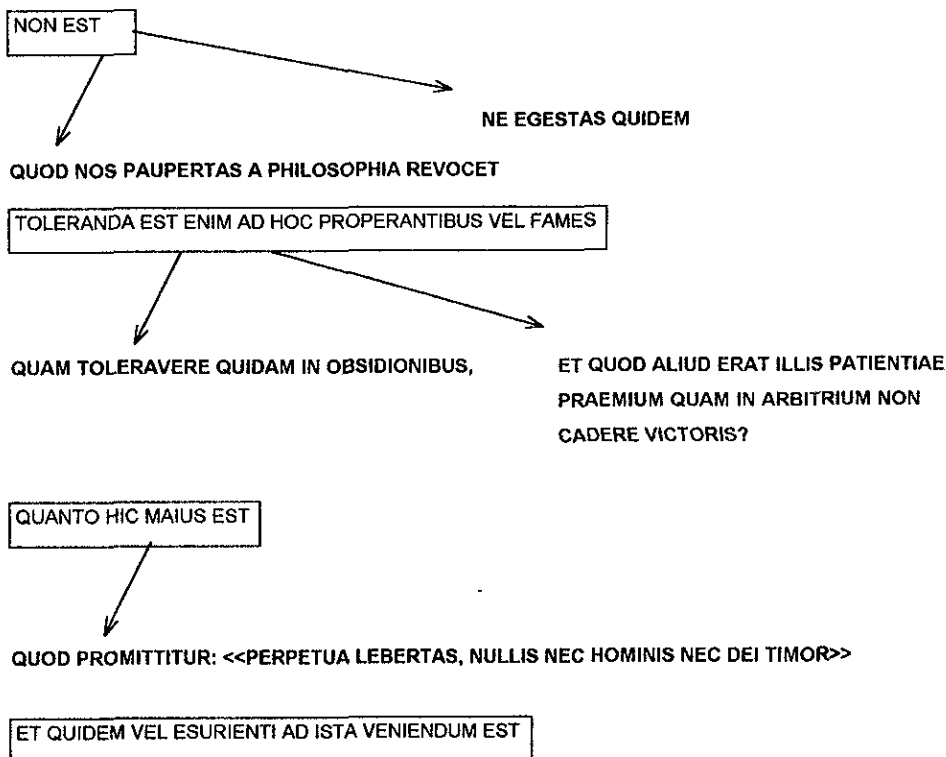 NON EST
NE EGESTAS QUIDEM
QUOD NOS PAUPERTAS A PHILOSOPHIA REVOCET
TOLERANDA EST ENIM AD HOC PROPERANTIBUS VEL FAMES
QUAM TOLERAVERE QUIDAM IN OBSIDIONIBUS,
ET QUOD ALIUD ERAT ILLIS PATIENTIAE
PRAEMIUM QUAM IN ARBITRIUM NON
CADERE VICTORIS?
QUANTO HIC MAIUS EST
QUOD PROMITTITUR: <<PERPETUA LEBERTAS, NULLIS NEC HOMINIS NEC DEI TIMOR>>
ET QUIDEM VEL ESURIENTI AD ISTA VENIENDUM EST